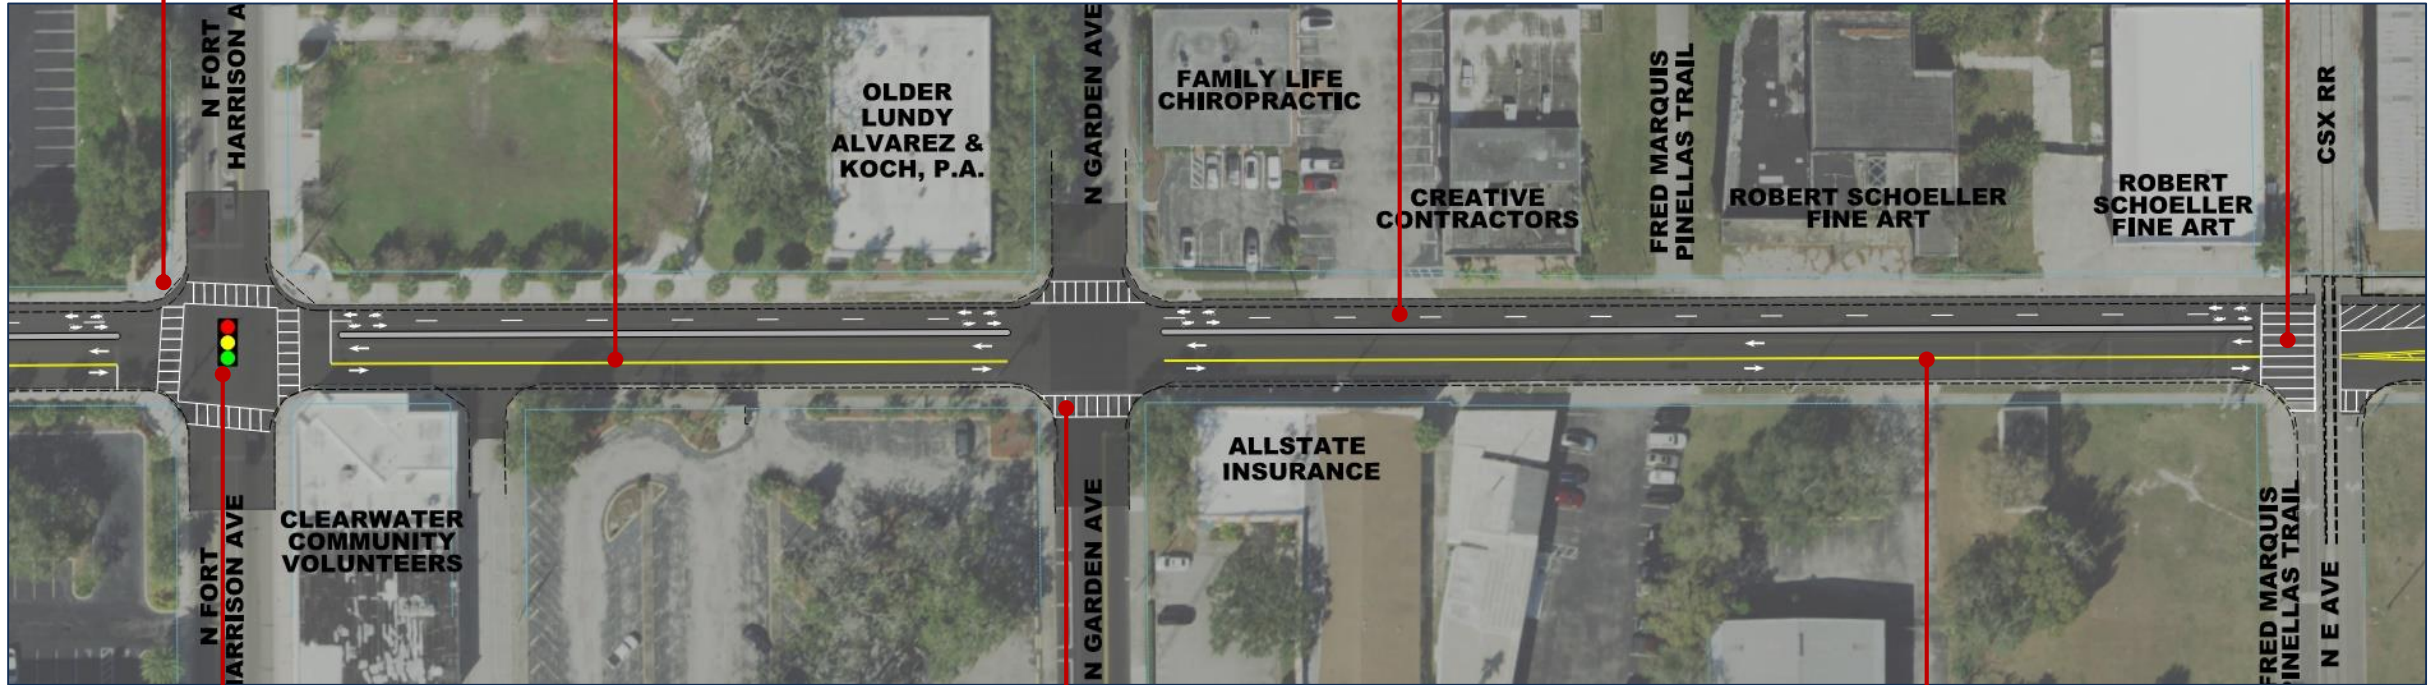 N FORT
HARRISON A
OLDER
LUNDY
ALVAREZ &
KOCH, P.A.
N GARDEN AVE
FAMILY LIFE
CHIROPRACTIC
CREATIVE
CONTRACTORS
FRED MARQUIS
PINELLAS TRAIL
ROBERT SCHOELLER
FINE ART
ROBERT
SCHOELLER
FINE ART
CSX RR
N FORT
HARRISON AVE
CLEARWATER
COMMUNITY
VOLUNTEERS
N GARDEN AVE
ALLSTATE
INSURANCE
FRED MARQUIS
PINELLAS TRAIL
N E AVE